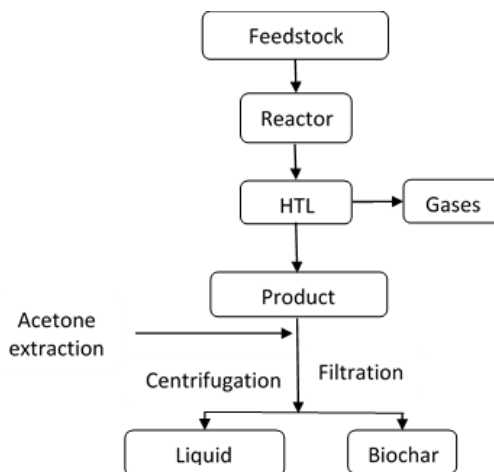 Feedstock
Reactor
HTL
Gases
Product
Acetone
extraction
Centrifugation
Filtration
Liquid
Biochar